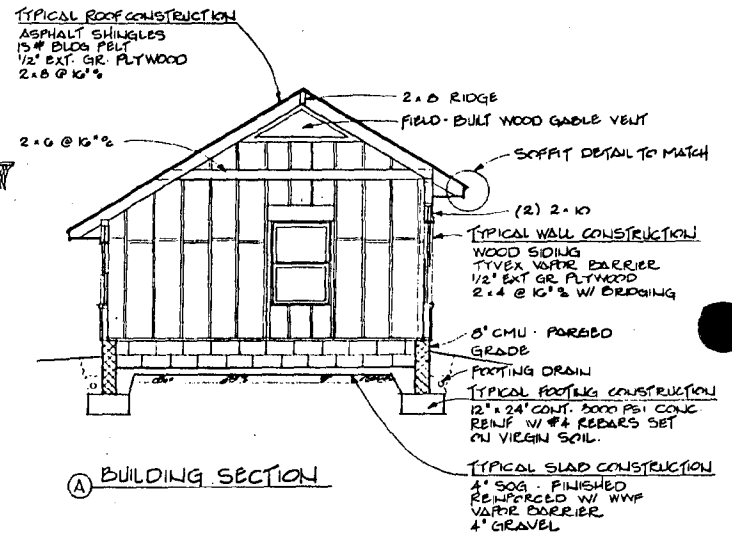 TYPICAL ROOF CONSTRUCTION
ASPHALT SHINGLES
15# BLDG FELT
1/2" EXT. GR. PLYWOOD
2x8 @ 16" %
2x8 RIDGE
FIELD-BUILT WOOD GABLE VENT
2x6 @ 16" %
SOFFIT DETAIL TO MATCH
(2) 2x10
TYPICAL WALL CONSTRUCTION
WOOD SIDING
TYVEX VAPOR BARRIER
1/2" EXT GR PLYWOOD
2x4 @ 16" % W/ BRIDGING
8" CMU - PARGED
GRADE
FOOTING DRAIN
TYPICAL FOOTING CONSTRUCTION
12" x 24" CONT. 3000 PSI CONC.
REINF W/ #4 REBARS SET
ON VIRGIN SOIL.
TYPICAL SLAB CONSTRUCTION
4" SOG - FINISHED
REINFORCED W/ WWF
VAPOR BARRIER
4" GRAVEL
A BUILDING SECTION